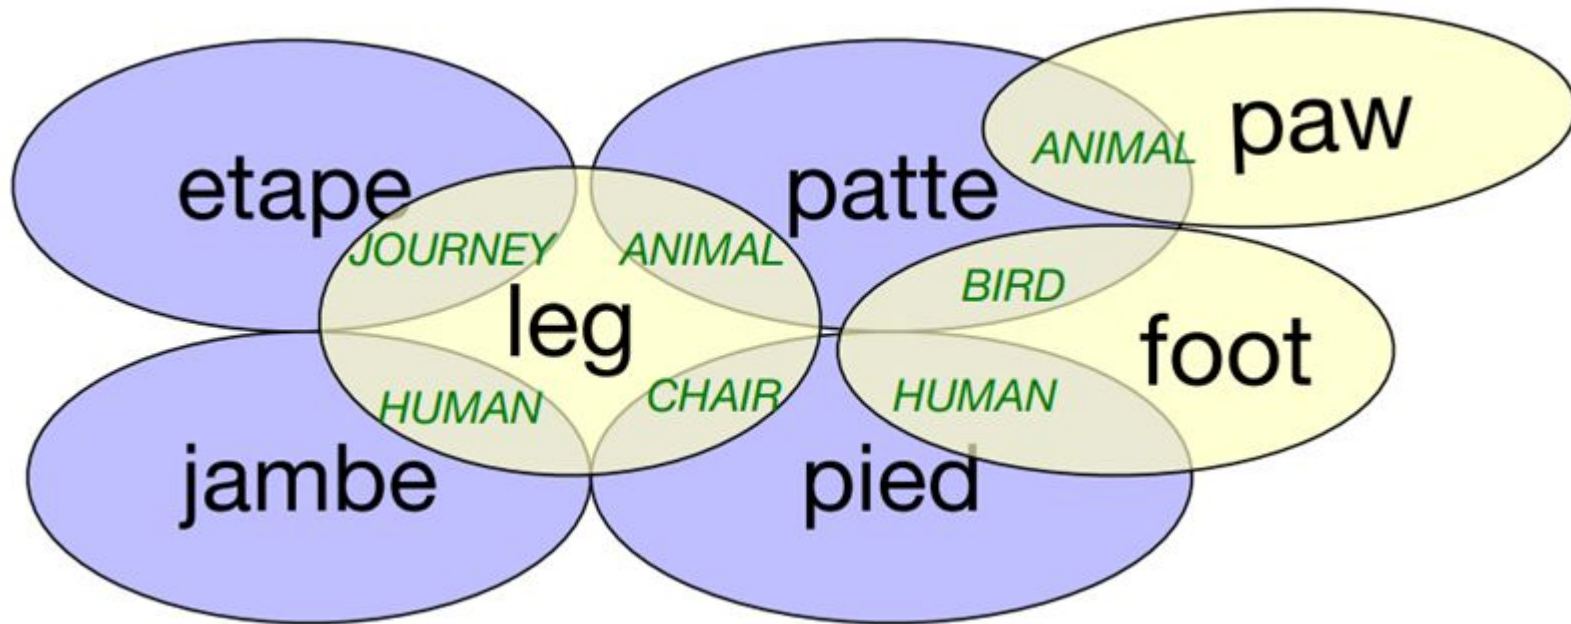 etape
patte
paw
ANIMAL
JOURNEY
ANIMAL
BIRD
leg
foot
HUMAN
CHAIR
HUMAN
jambe
pied